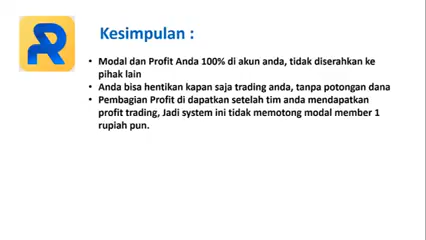 Kesimpulan :
• Modal dan Profit Anda 100% di akun anda, tidak diserahkan ke
pihak lain
• Anda bisa hentikan kapan saja trading anda, tanpa potongan dana
• Pembagian Profit di dapatkan setelah tim anda mendapatkan
profit trading, Jadi system ini tidak memotong modal member 1
rupiah pun.